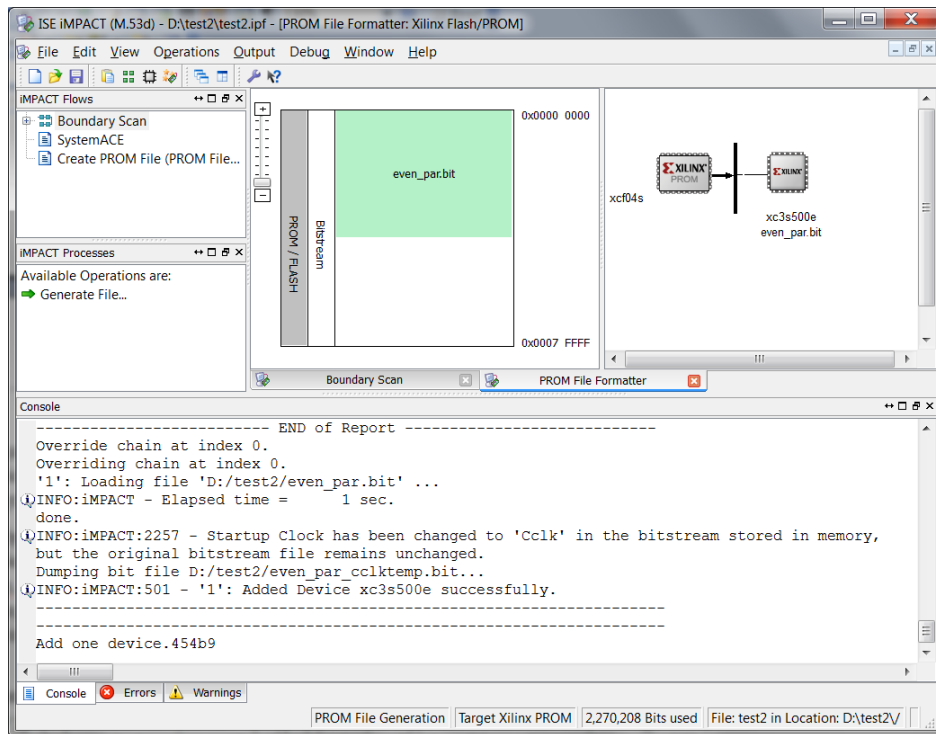 ISE iMPACT (M.53d) - D:\test2\test2.ipf - [PROM File Formatter: Xilinx Flash/PROM]
File Edit View Operations Output Debug Window Help
iMPACT Flows
Boundary Scan
SystemACE
Create PROM File (PROM File...
iMPACT Processes
Available Operations are:
Generate File...
PROM / FLASH
Bitstream
even_par.bit
0x0000 0000
0x0007 FFFF
xcf04s
XILINX
PROM
XILINX
xc3s500e
even_par.bit
Boundary Scan
PROM File Formatter
Console
-------------------------- END of Report ----------------------------
Override chain at index 0.
Overriding chain at index 0.
'1': Loading file 'D:/test2/even_par.bit' ...
INFO:iMPACT - Elapsed time =      1 sec.
done.
INFO:iMPACT:2257 - Startup Clock has been changed to 'Cclk' in the bitstream stored in memory,
but the original bitstream file remains unchanged.
Dumping bit file D:/test2/even_par_cclktemp.bit...
INFO:iMPACT:501 - '1': Added Device xc3s500e successfully.
----------------------------------------------------------------------
----------------------------------------------------------------------
Add one device.454b9
Console Errors Warnings
PROM File Generation Target Xilinx PROM 2,270,208 Bits used File: test2 in Location: D:\test2\/